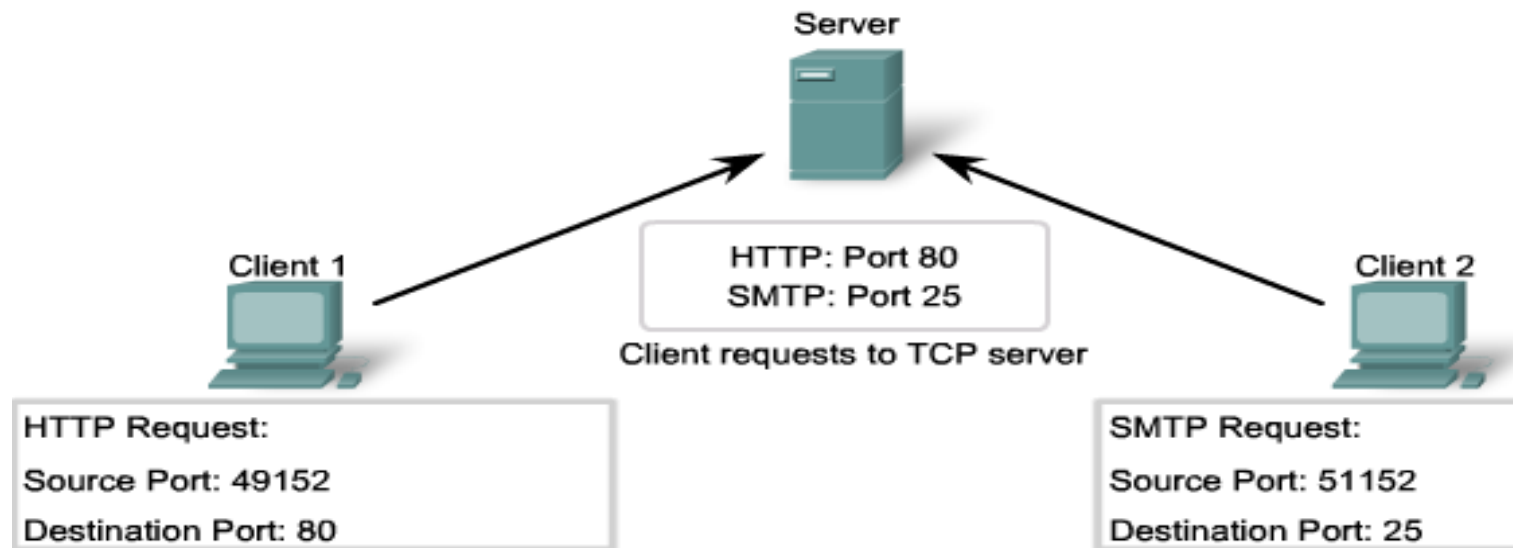 Server
Client 1
HTTP: Port 80
SMTP: Port 25
Client 2
Client requests to TCP server
HTTP Request:
Source Port: 49152
Destination Port: 80
SMTP Request:
Source Port: 51152
Destination Port: 25